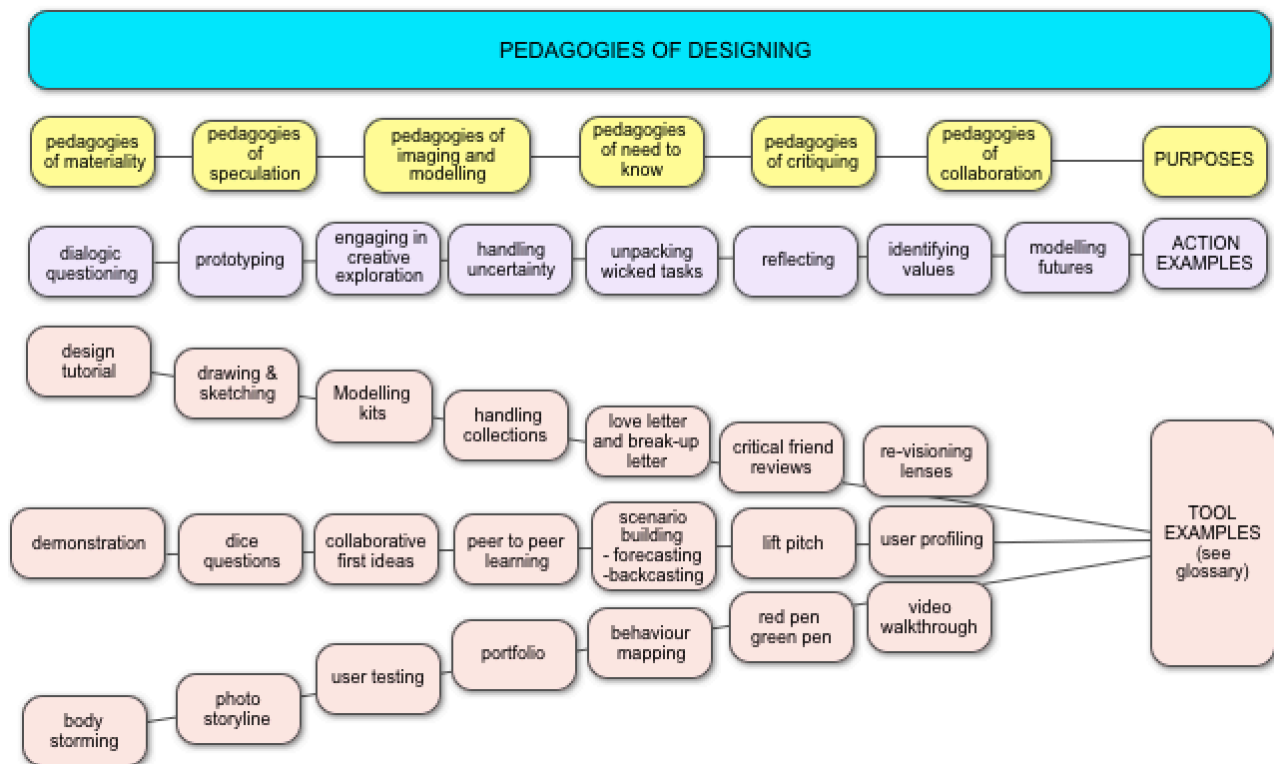 PEDAGOGIES OF DESIGNING
pedagogies
of materiality
pedagogies
of
speculation
pedagogies of
imaging and
modelling
pedagogies
of need to
know
pedagogies
of critiquing
pedagogies
of
collaboration
PURPOSES
dialogic
questioning
prototyping
engaging in
creative
exploration
handling
uncertainty
unpacking
wicked tasks
reflecting
identifying
values
modelling
futures
ACTION
EXAMPLES
design
tutorial
drawing &
sketching
Modelling
kits
handling
collections
love letter
and break-up
letter
critical friend
reviews
re-visioning
lenses
demonstration
dice
questions
collaborative
first ideas
peer to peer
learning
scenario
building
- forecasting
-backcasting
lift pitch
user profiling
TOOL
EXAMPLES
(see
glossary)
body
storming
photo
storyline
user testing
portfolio
behaviour
mapping
red pen
green pen
video
walkthrough